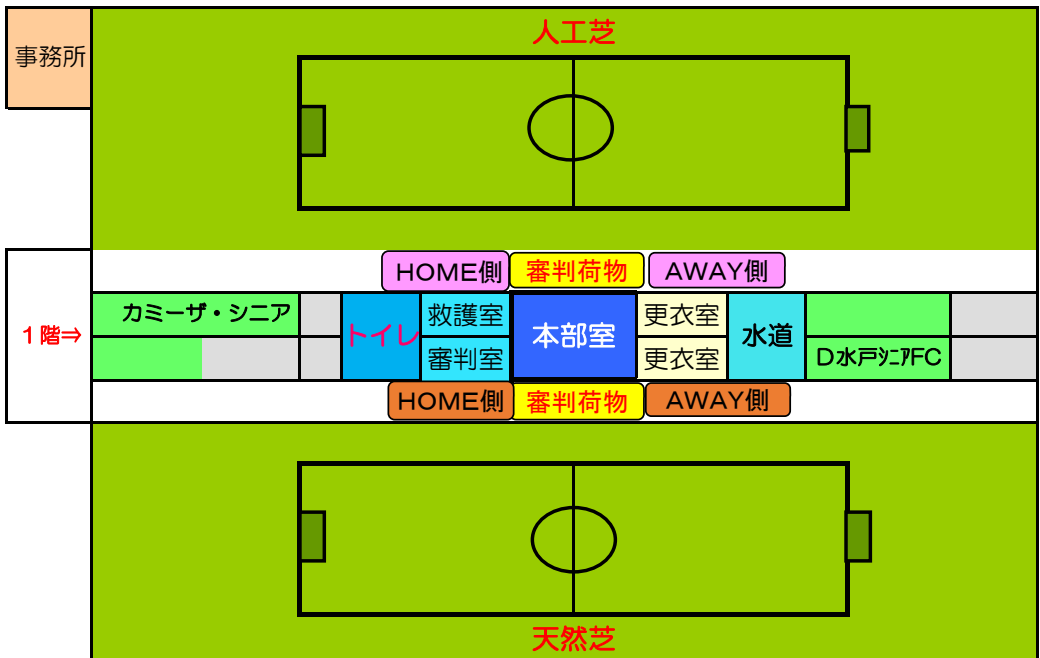 人工芝
事務所
HOME側 審判荷物 AWAY側
カミーザ・シニア 救護室 更衣室
１階⇒ トイレ 本部室 水道
審判室 更衣室 D水戸ｼﾆｱFC
HOME側 審判荷物 AWAY側
天然芝